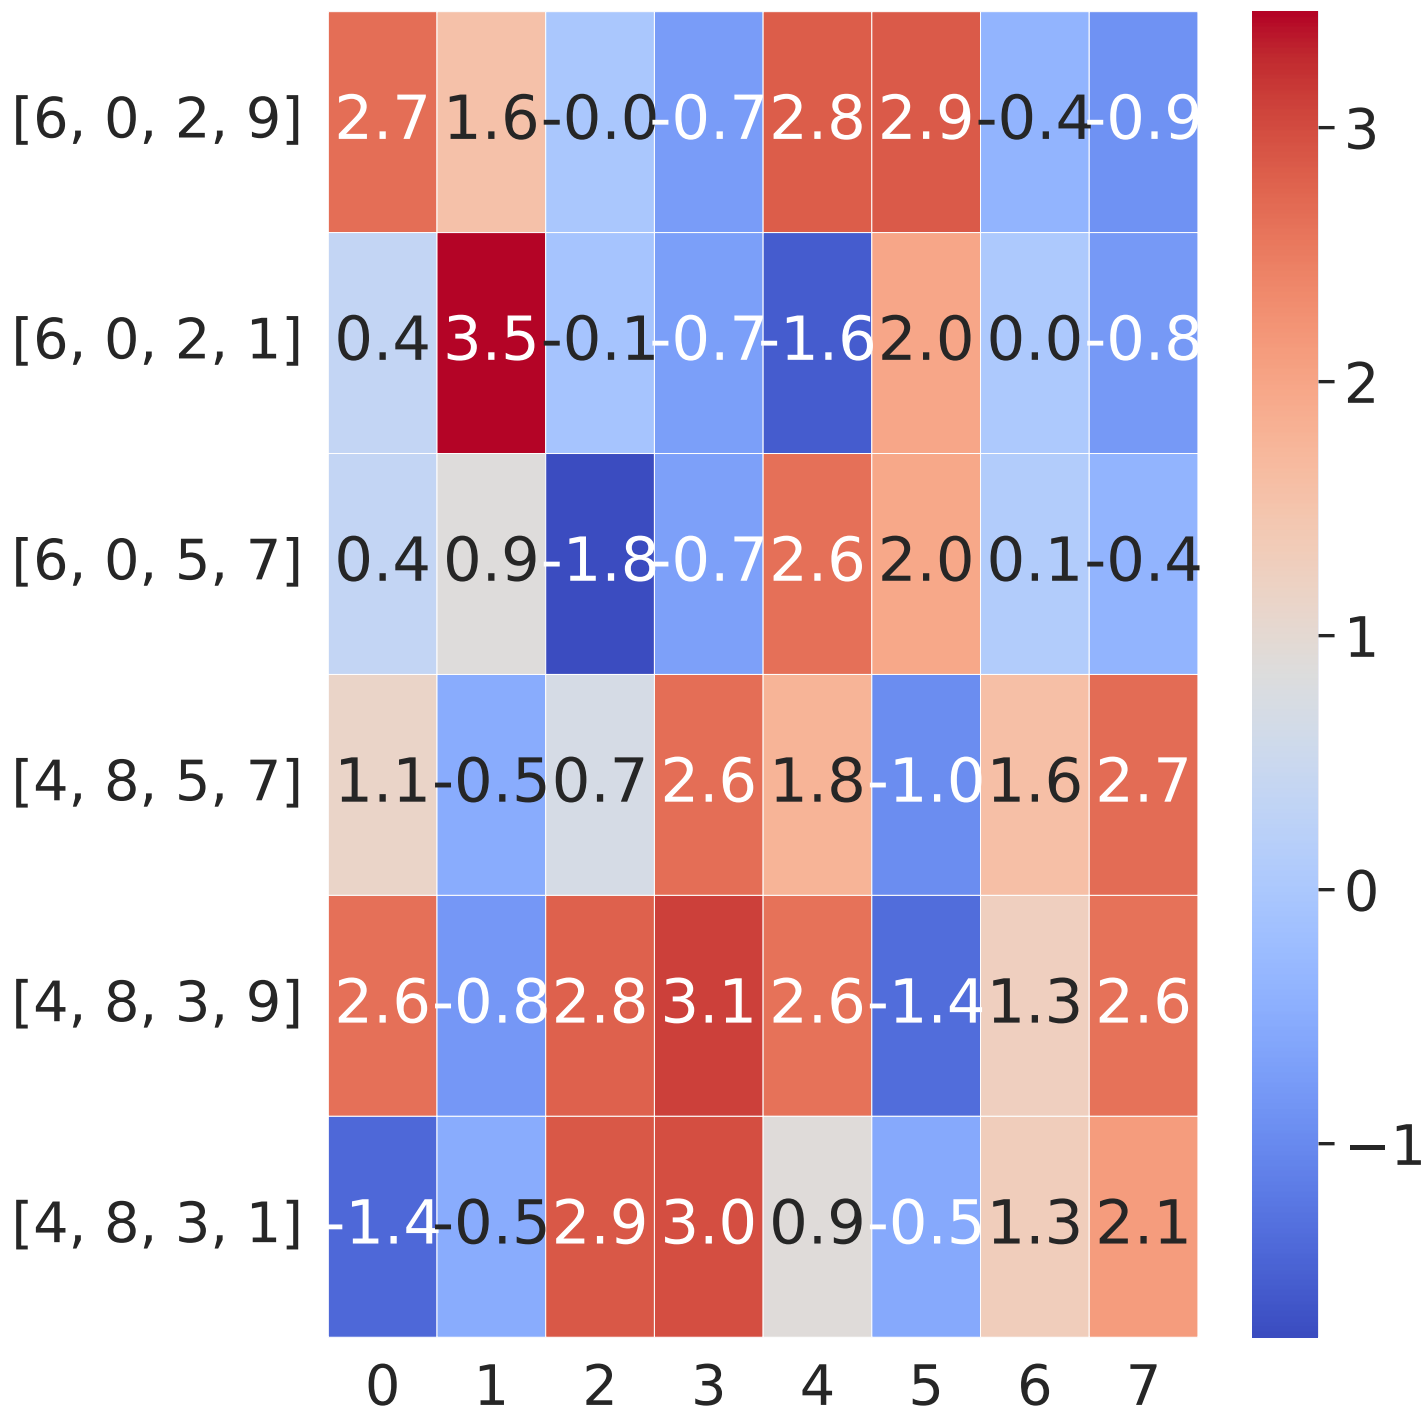 [6, 0, 2, 9] 2.7 1.6 -0.0 -0.7 2.8 2.9 -0.4 -0.9
[6, 0, 2, 1] 0.4 3.5 -0.1 -0.7 -1.6 2.0 0.0 -0.8
[6, 0, 5, 7] 0.4 0.9 -1.8 -0.7 2.6 2.0 0.1 -0.4
[4, 8, 5, 7] 1.1 -0.5 0.7 2.6 1.8 -1.0 1.6 2.7
[4, 8, 3, 9] 2.6 -0.8 2.8 3.1 2.6 -1.4 1.3 2.6
[4, 8, 3, 1] -1.4 -0.5 2.9 3.0 0.9 -0.5 1.3 2.1
0 1 2 3 4 5 6 7
3
2
1
0
−1